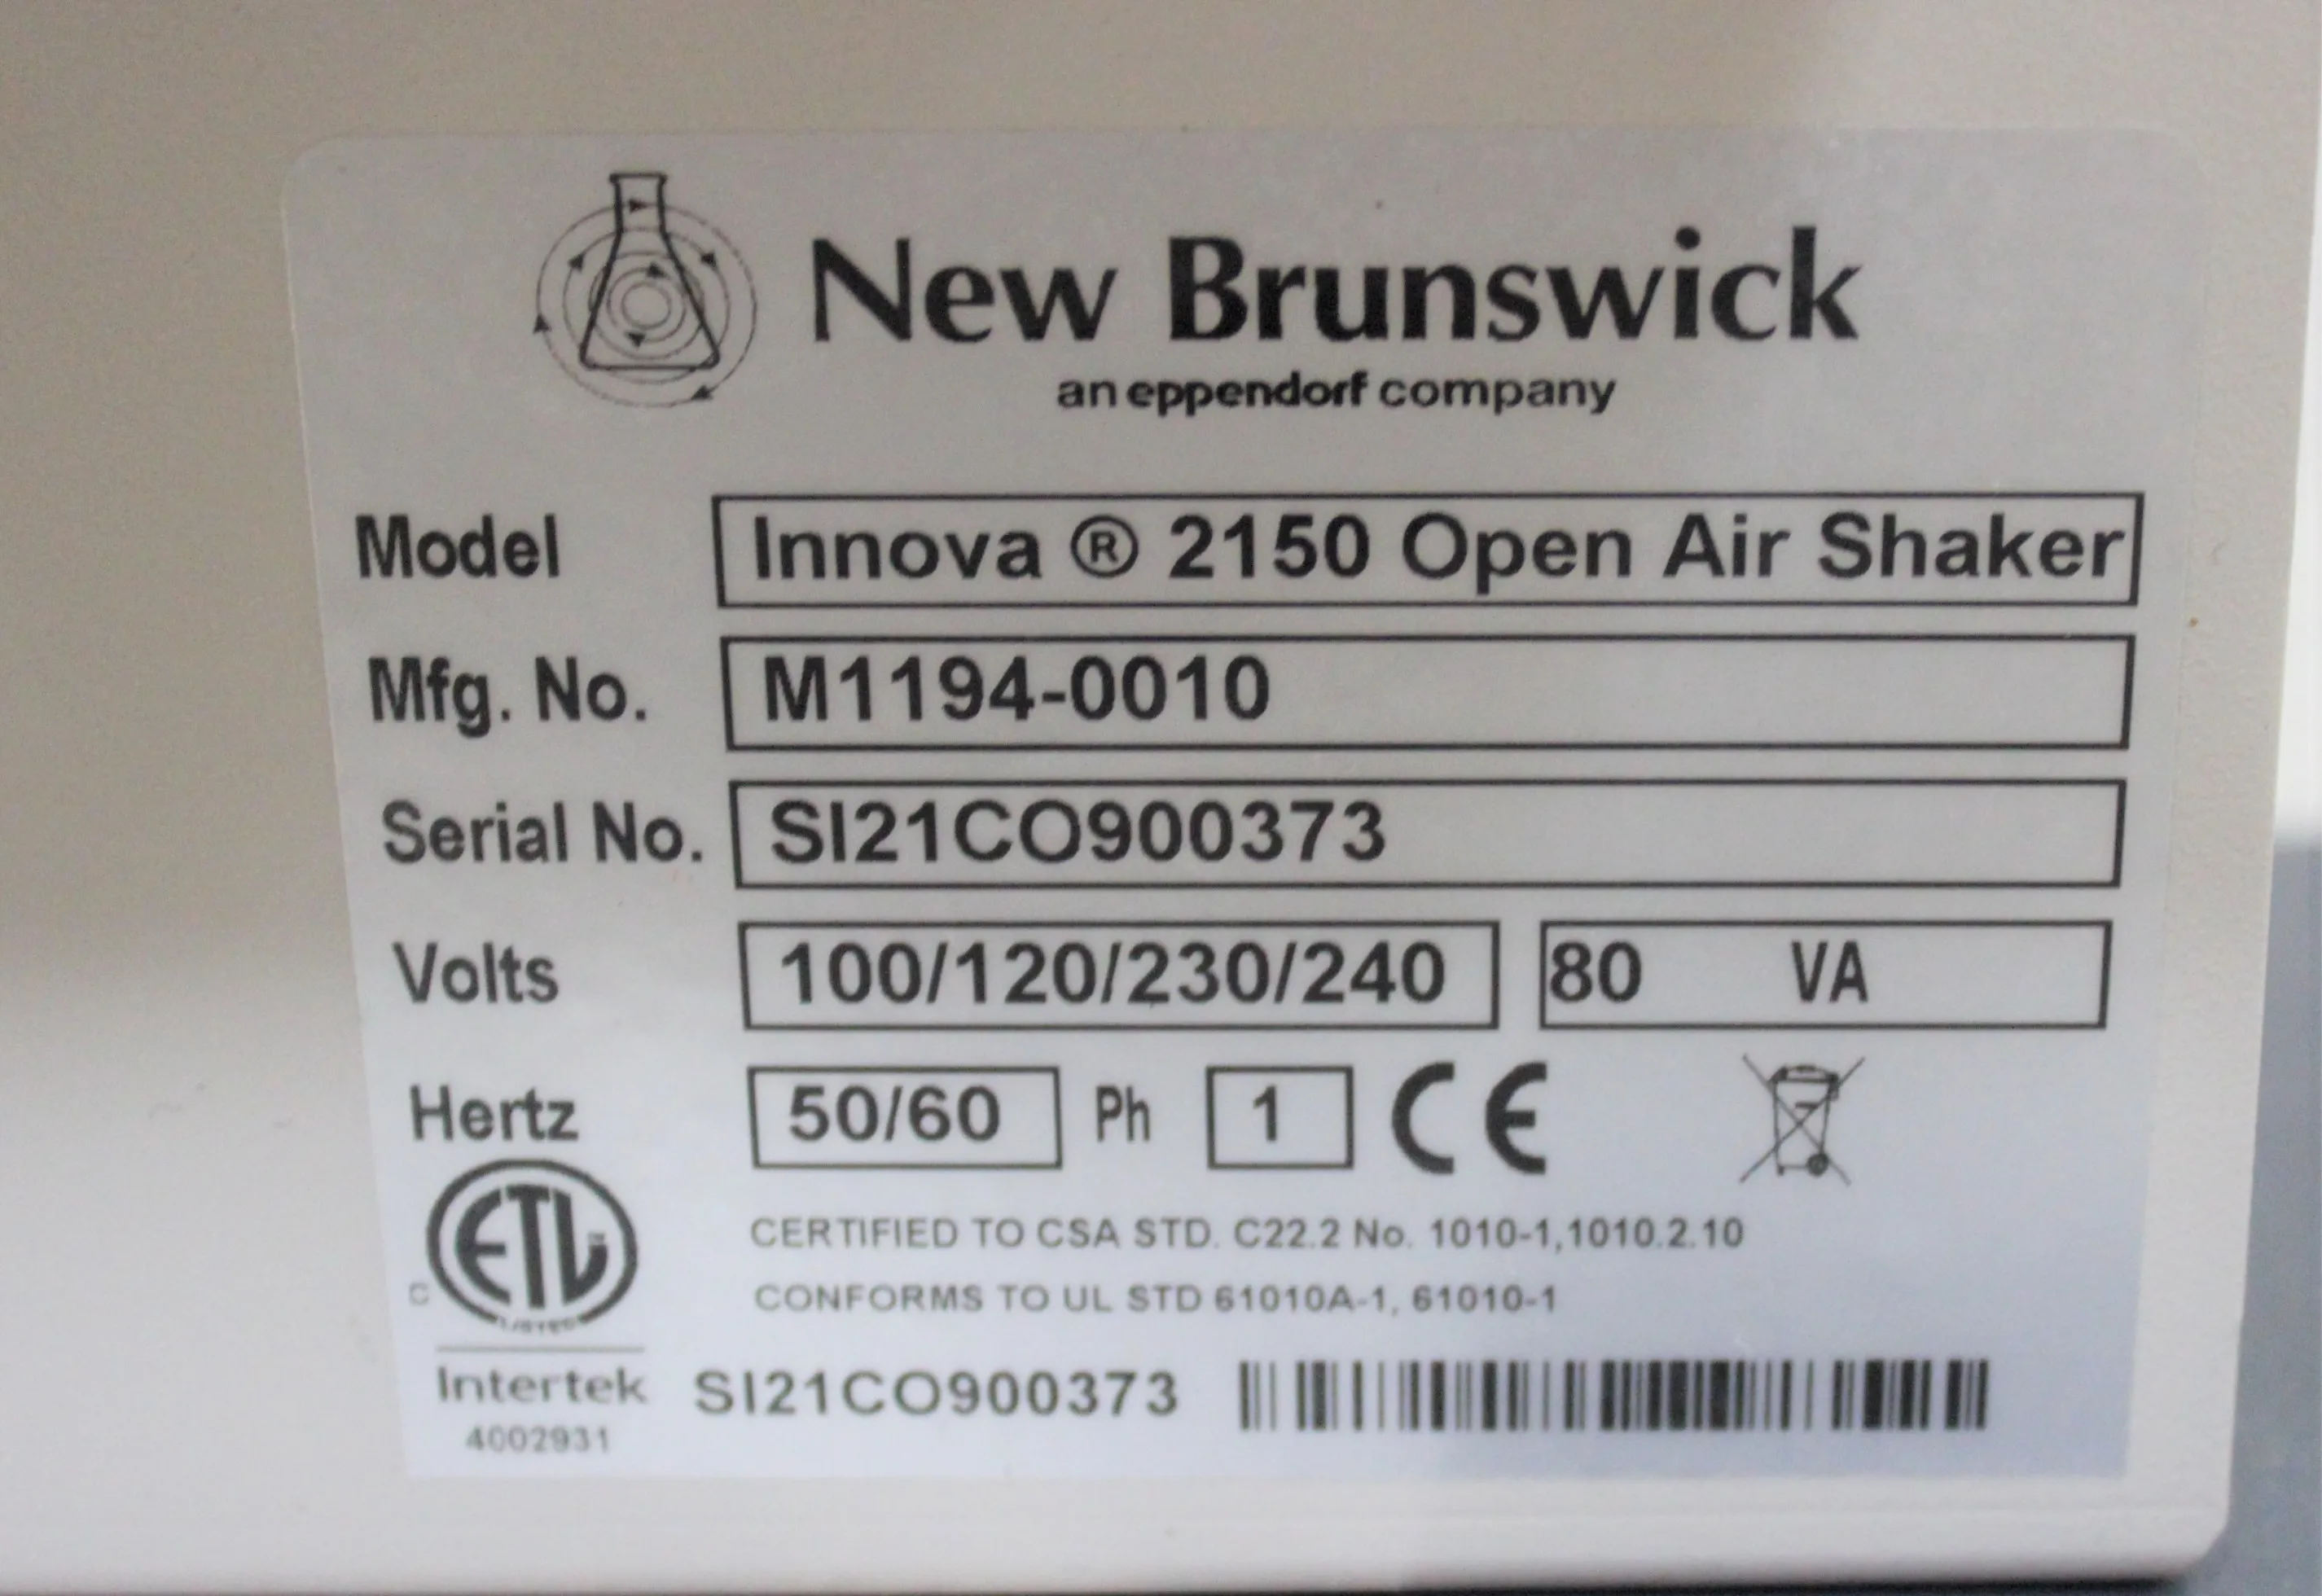 New Brunswick
an eppendorf company
Model Innova ® 2150 Open Air Shaker
Mfg. No. M1194-0010
Serial No. SI21CO900373
Volts 100/120/230/240 80 VA
Hertz 50/60 Ph 1 CE
ETL
CERTIFIED TO CSA STD. C22.2 No. 1010-1,1010.2.10
C
CONFORMS TO UL STD 61010A-1, 61010-1
LISTED
Intertek SI21CO900373
4002931